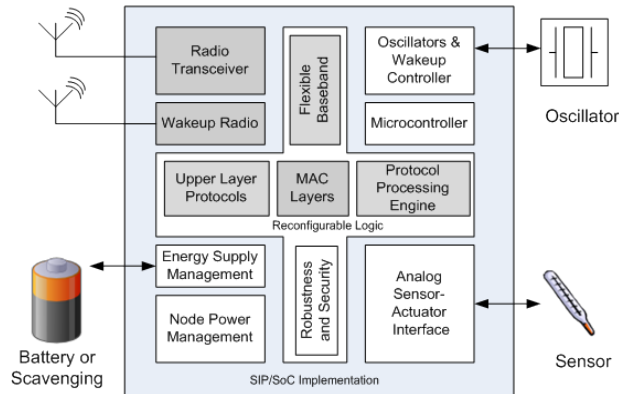 Radio
Transceiver
Flexible
Baseband
Oscillators &
Wakeup
Controller
Oscillator
Wakeup Radio
Microcontroller
Upper Layer
Protocols
MAC
Layers
Protocol
Processing
Engine
Reconfigurable Logic
Energy Supply
Management
Robustness
and Security
Analog
Sensor-
Actuator
Interface
Node Power
Management
Battery or
Scavenging
Sensor
SIP/SoC Implementation